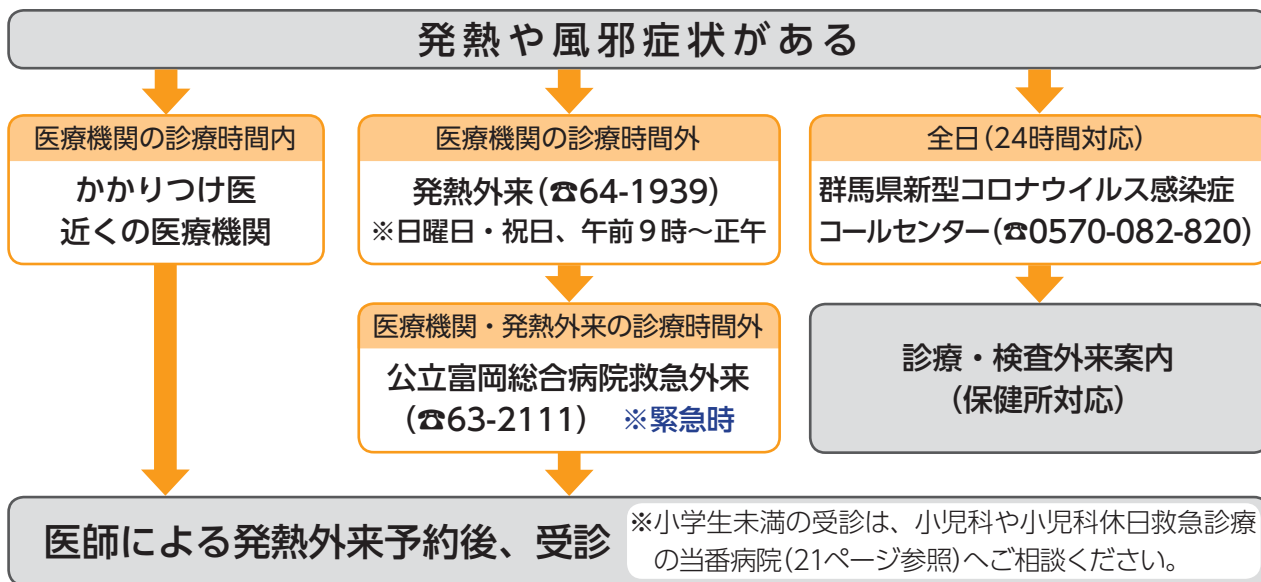 発熱や風邪症状がある
医療機関の診療時間内
かかりつけ医
近くの医療機関
医療機関の診療時間外
発熱外来(☎64-1939)
※日曜日・祝日、午前9時～正午
医療機関・発熱外来の診療時間外
公立富岡総合病院救急外来
(☎63-2111) ※緊急時
全日(24時間対応)
群馬県新型コロナウイルス感染症
コールセンター(☎0570-082-820)
診療・検査外来案内
(保健所対応)
医師による発熱外来予約後、受診
※小学生未満の受診は、小児科や小児科休日救急診療
の当番病院(21ページ参照)へご相談ください。